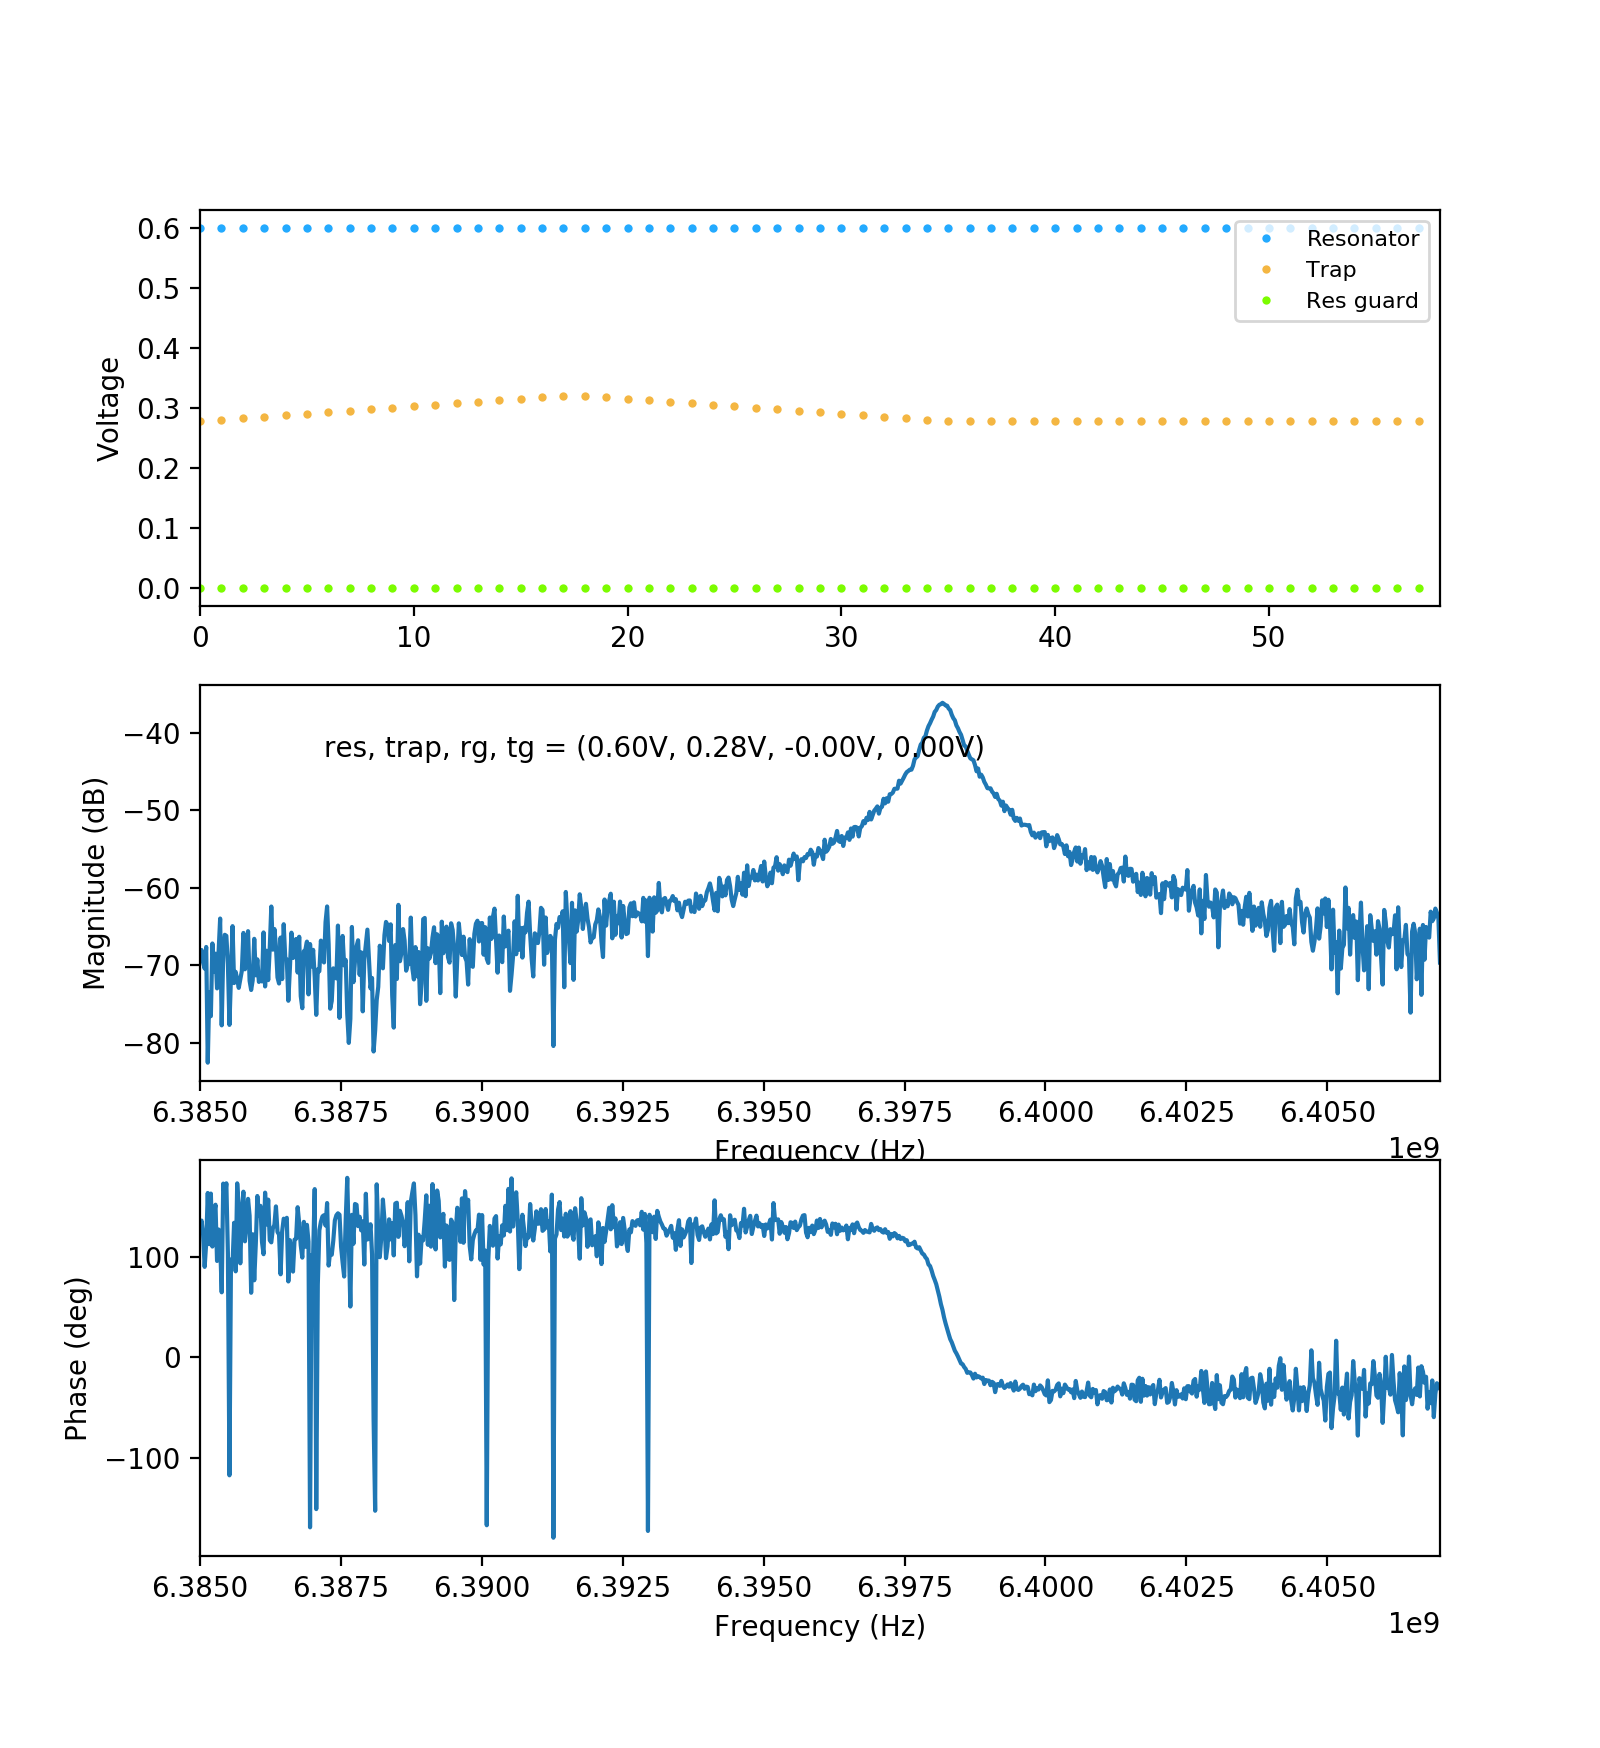 0.6
0.5
0.4
0.3
0.2
0.1
0.0
Voltage
Resonator
Trap
Res guard
0 10 20 30 40 50
−40
−50
−60
−70
−80
Magnitude (dB)
res, trap, rg, tg = (0.60V, 0.28V, -0.00V, 0.00V)
6.3850 6.3875 6.3900 6.3925 6.3950 6.3975 6.4000 6.4025 6.4050
Frequency (Hz)
1e9
100
0
−100
Phase (deg)
6.3850 6.3875 6.3900 6.3925 6.3950 6.3975 6.4000 6.4025 6.4050
Frequency (Hz)
1e9